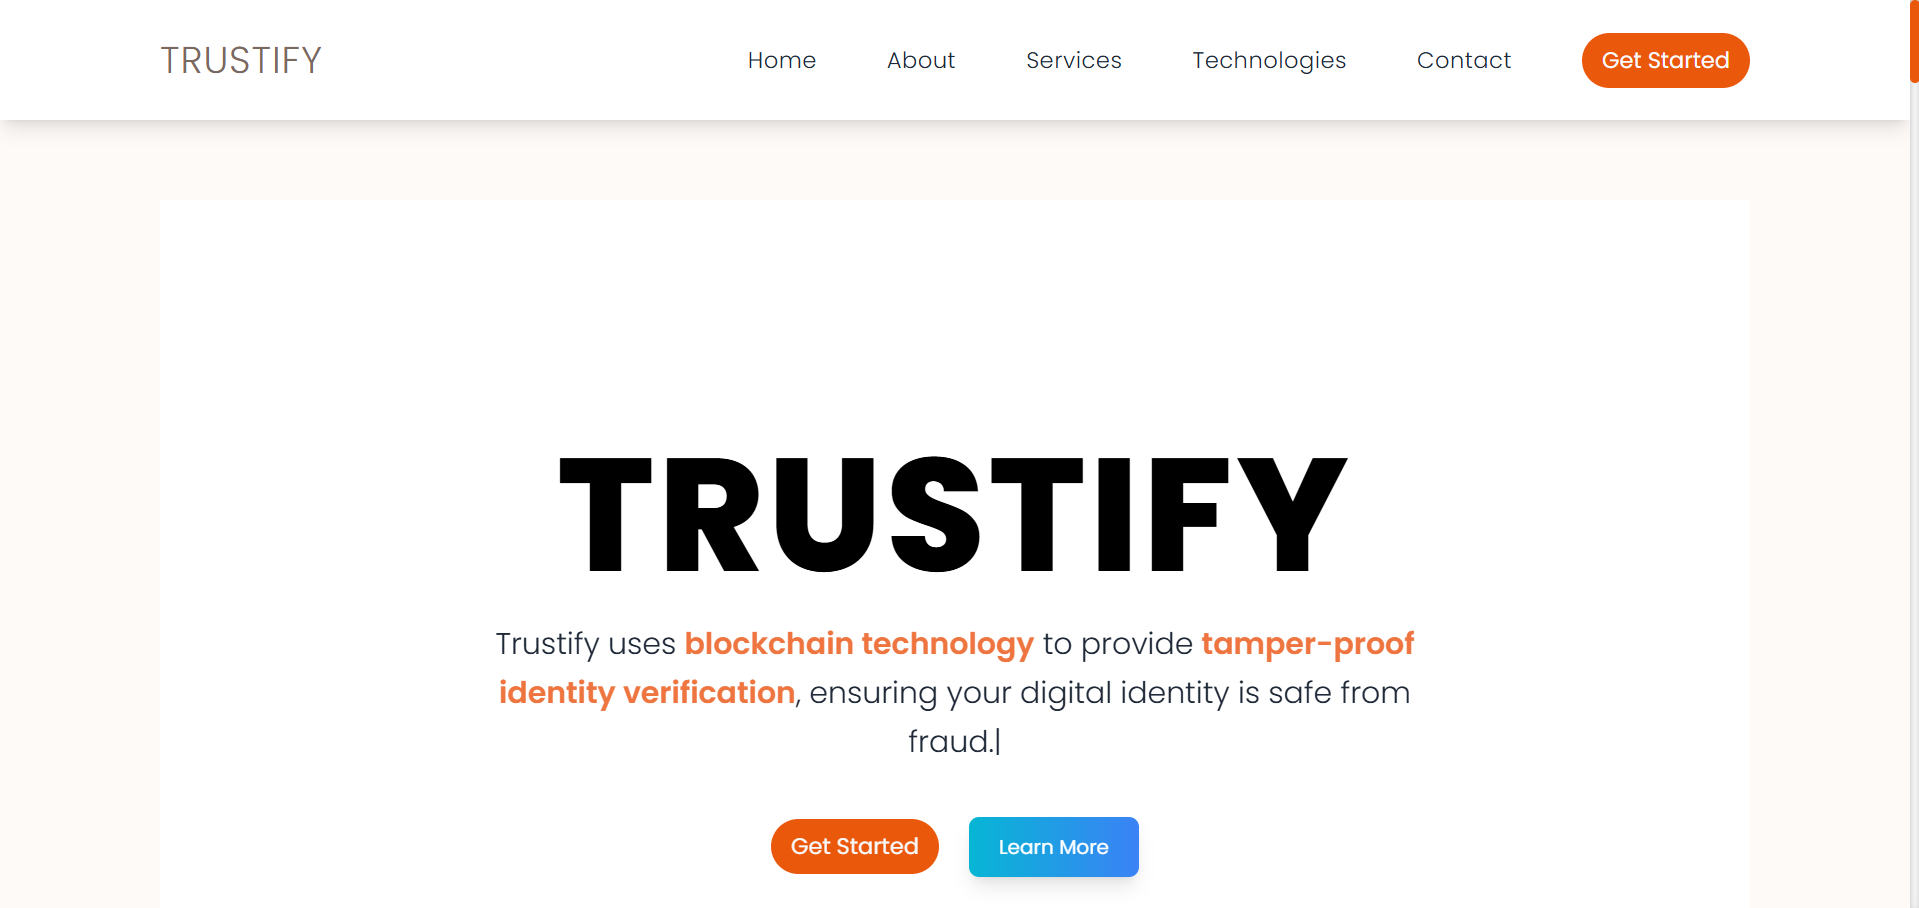 TRUSTIFY
Home
About
Services
Technologies
Contact
Get Started
TRUSTIFY
Trustify uses blockchain technology to provide tamper-proof
identity verification, ensuring your digital identity is safe from
fraud.|
Get Started
Learn More